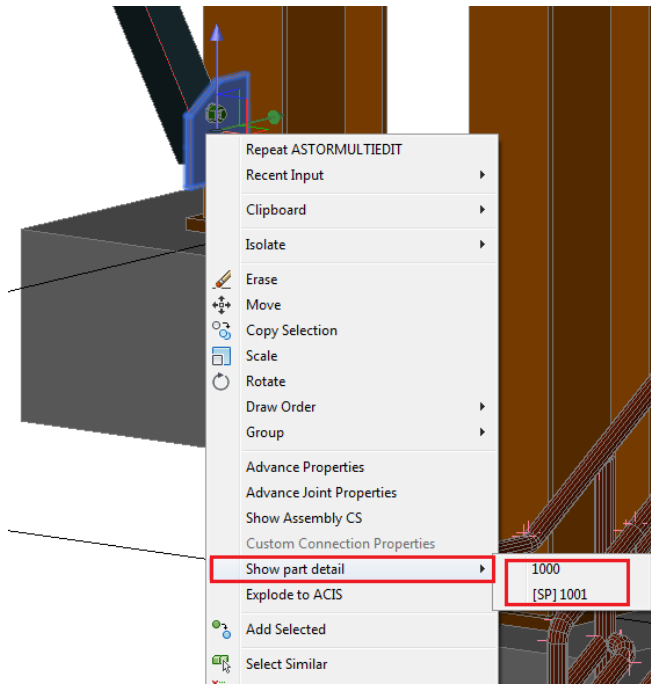 Repeat ASTORMULTIEDIT
Recent Input
Clipboard
Isolate
Erase
Move
Copy Selection
Scale
Rotate
Draw Order
Group
Advance Properties
Advance Joint Properties
Show Assembly CS
Custom Connection Properties
Show part detail
1000
Explode to ACIS
[SP] 1001
Add Selected
Select Similar